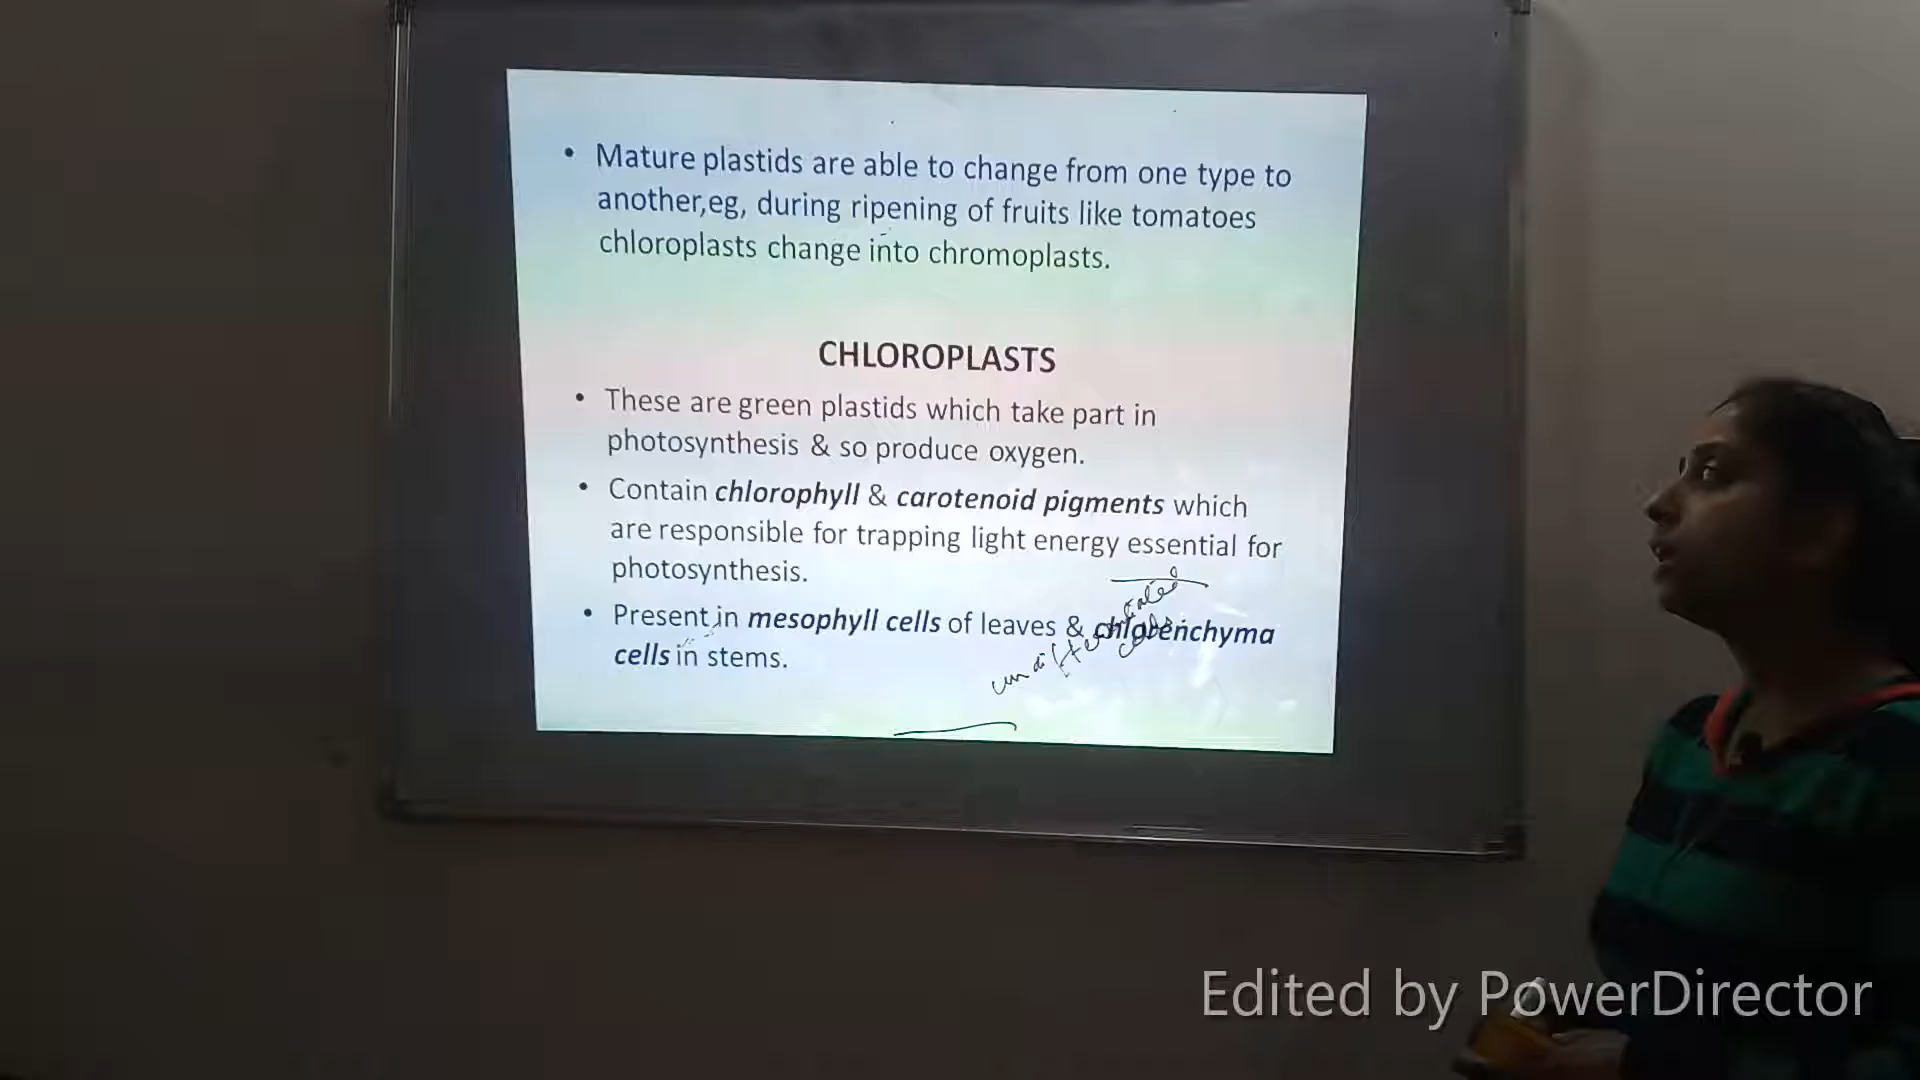 • Mature plastids are able to change from one type to
another,eg, during ripening of fruits like tomatoes
chloroplasts change into chromoplasts.
CHLOROPLASTS
• These are green plastids which take part in
photosynthesis & so produce oxygen.
• Contain chlorophyll & carotenoid pigments which
are responsible for trapping light energy essential for
photosynthesis.
• Present in mesophyll cells of leaves & chlorenchyma
cells in stems.
undifferentiated
cells
Edited by PowerDirector